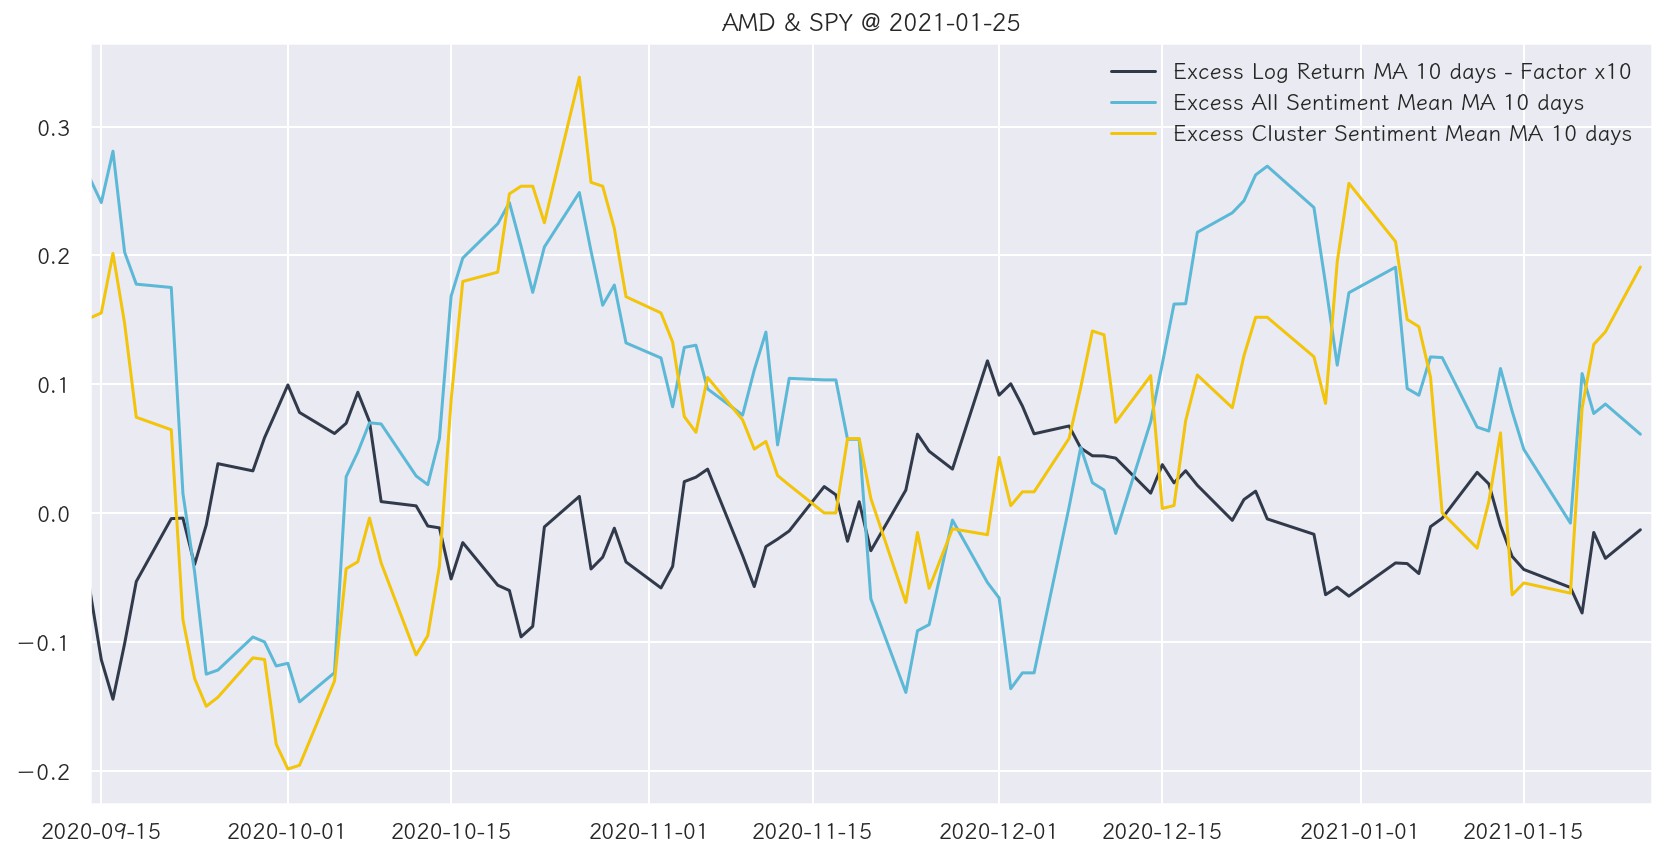 AMD & SPY @ 2021-01-25
Excess Log Return MA 10 days - Factor x10
Excess All Sentiment Mean MA 10 days
Excess Cluster Sentiment Mean MA 10 days
0.3
0.2
0.1
0.0
−0.1
−0.2
2020-09-15 2020-10-01 2020-10-15 2020-11-01 2020-11-15 2020-12-01 2020-12-15 2021-01-01 2021-01-15